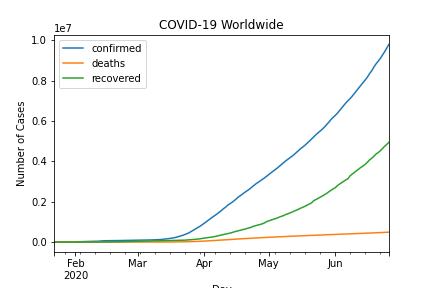 COVID-19 Worldwide
1e7
confirmed
deaths
recovered
1.0
0.8
0.6
0.4
0.2
0.0
Number of Cases
Feb
2020
Mar
Apr
May
Jun